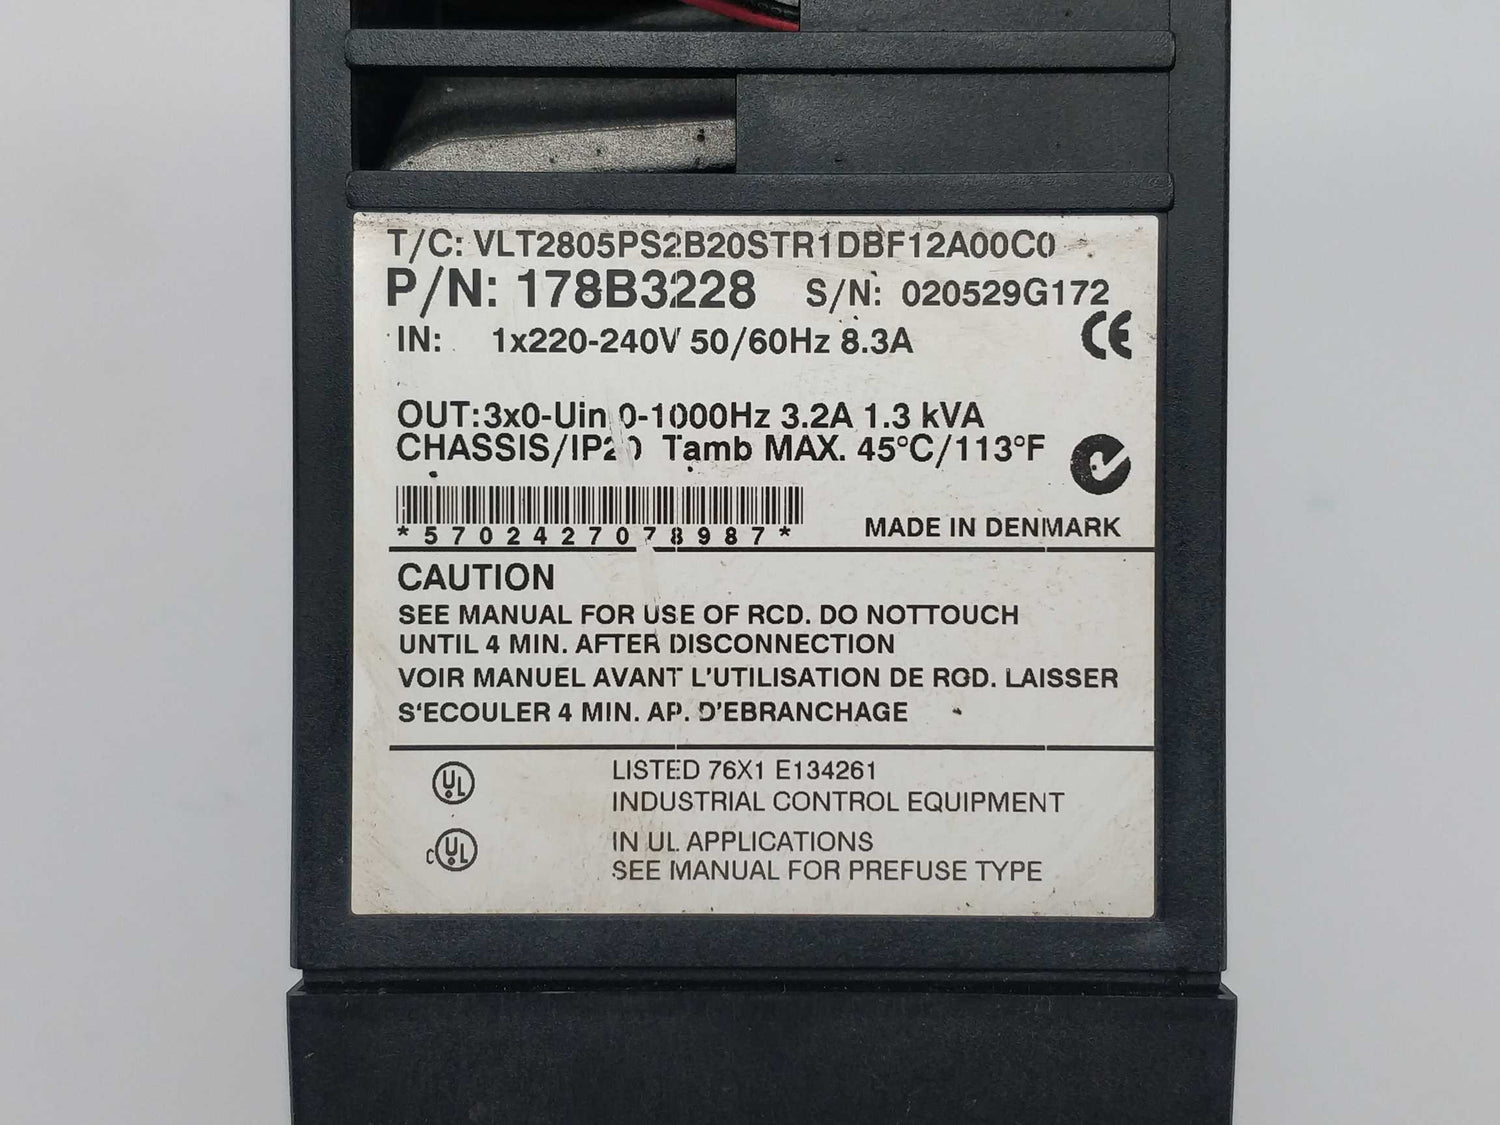 T/C: VLT2805PS2B20STR1DBF12A00C0
P/N: 178B3228 S/N: 020529G172
IN: 1x220-240V 50/60Hz 8.3A
CE
OUT:3x0-Uin 0-1000Hz 3.2A 1.3 kVA
CHASSIS/IP20 Tamb MAX. 45°C/113°F
*5702427078987* MADE IN DENMARK
CAUTION
SEE MANUAL FOR USE OF RCD. DO NOTTOUCH
UNTIL 4 MIN. AFTER DISCONNECTION
VOIR MANUEL AVANT L'UTILISATION DE RCD. LAISSER
S'ECOULER 4 MIN. AP. D'EBRANCHAGE
UL LISTED 76X1 E134261
INDUSTRIAL CONTROL EQUIPMENT
c UL IN UL APPLICATIONS
SEE MANUAL FOR PREFUSE TYPE